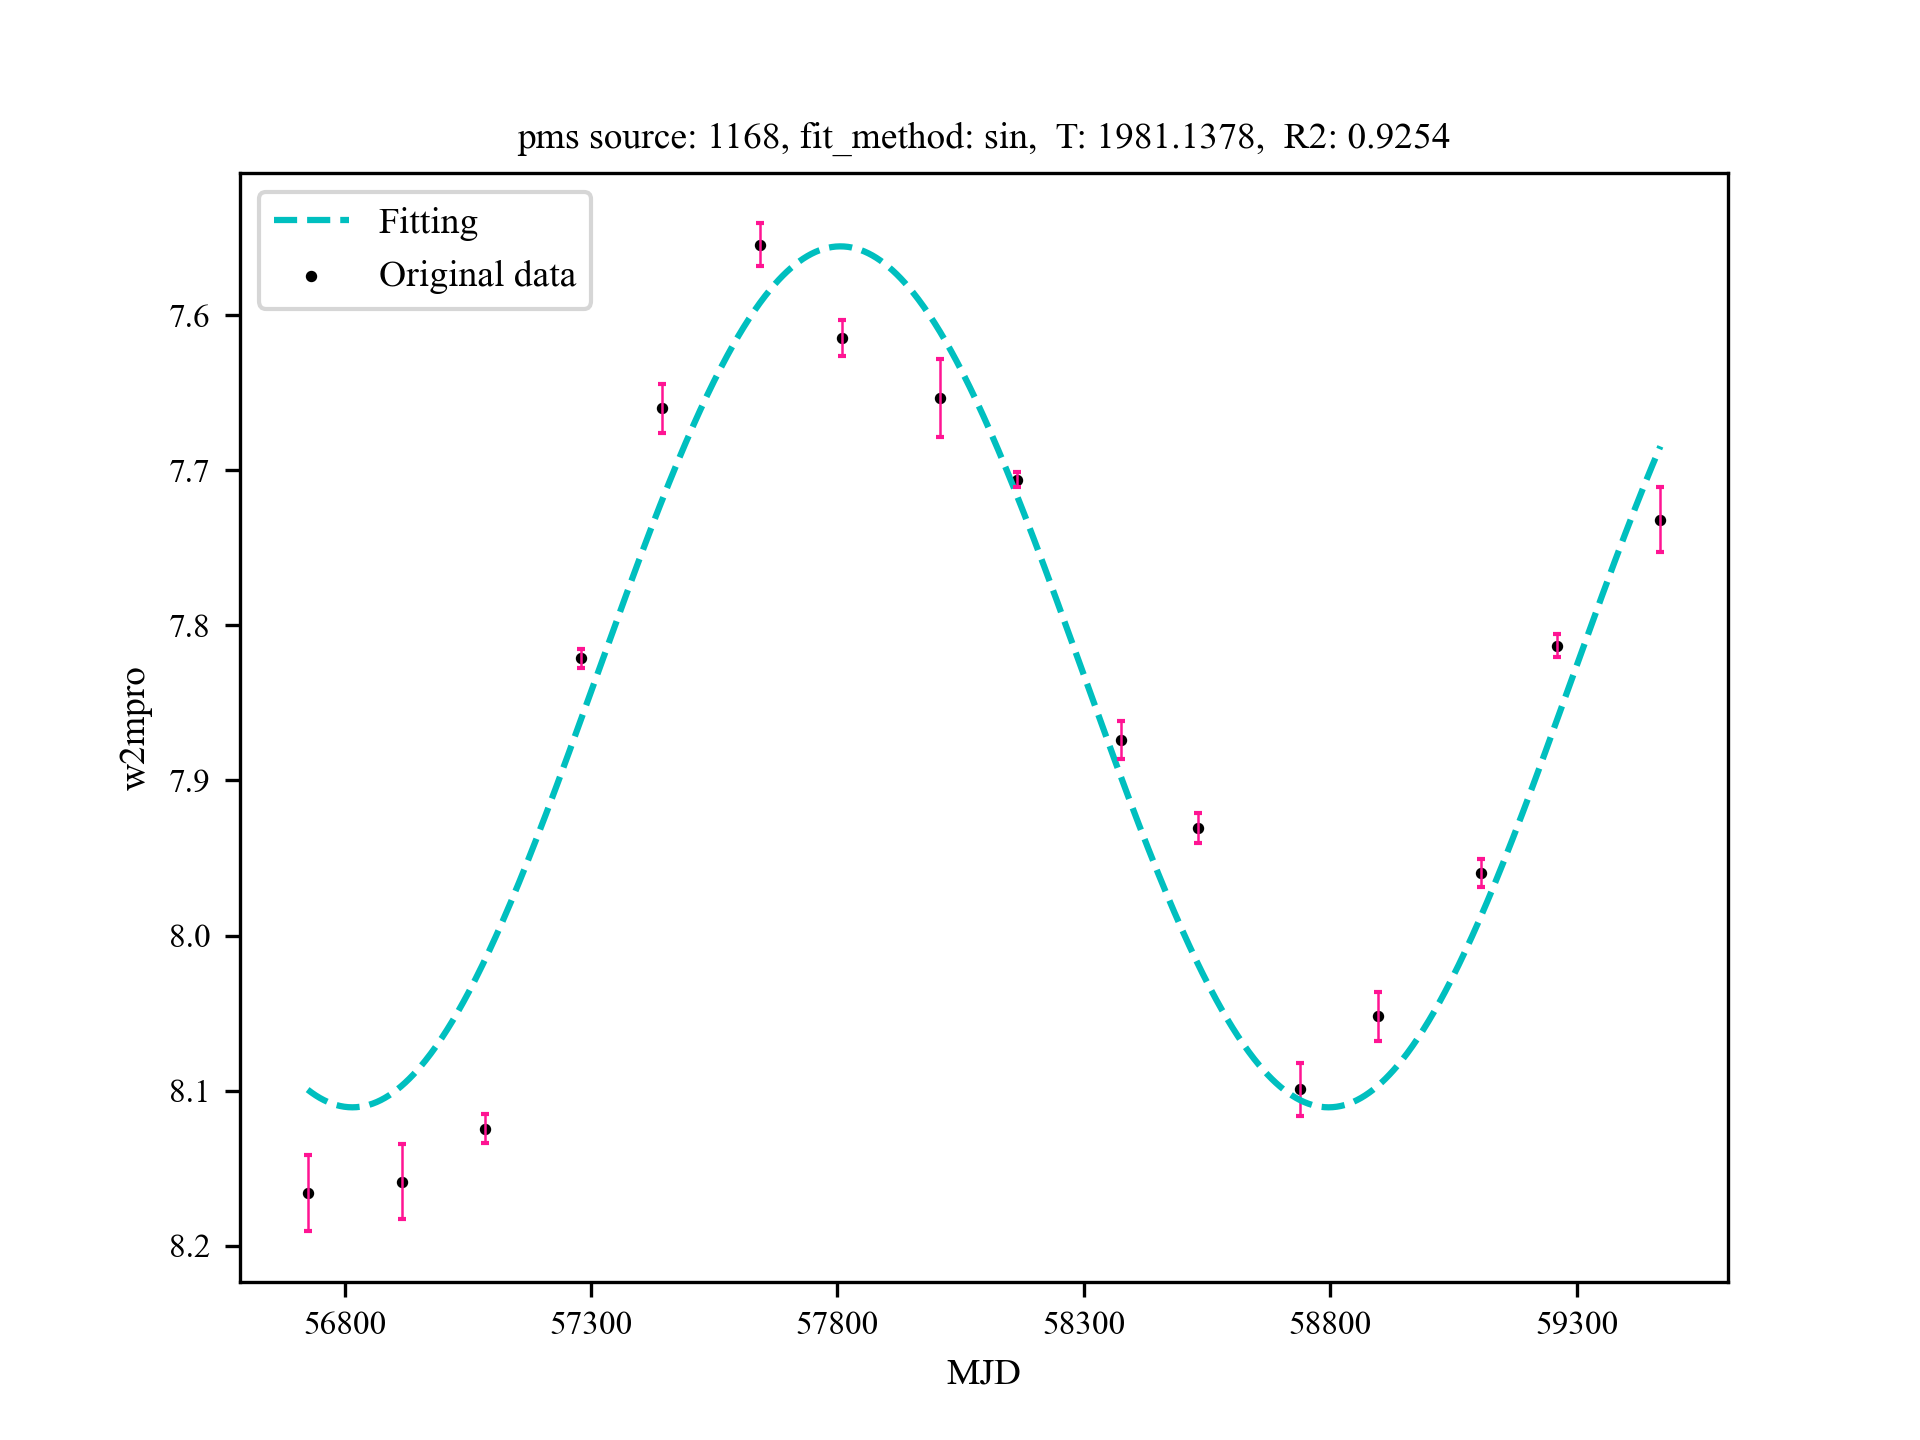 pms source: 1168, fit_method: sin,  T: 1981.1378,  R2: 0.9254
Fitting
Original data
7.6
7.7
7.8
7.9
8.0
8.1
8.2
w2mpro
56800 57300 57800 58300 58800 59300
MJD